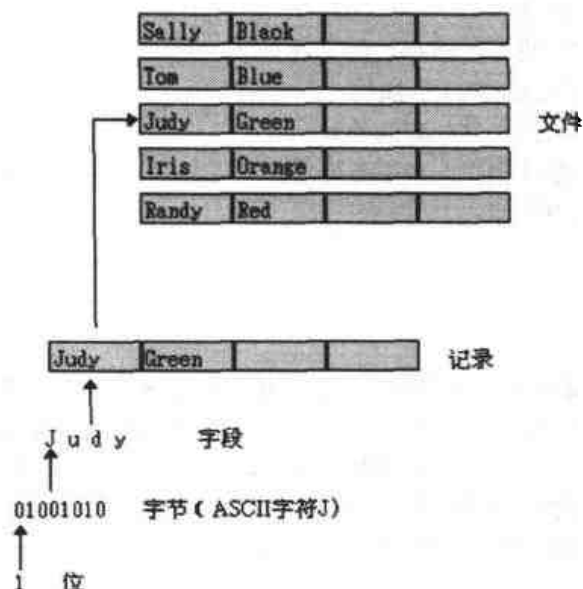 Sally Black
Tom Blue
Judy Green 文件
Iris Orange
Randy Red
Judy Green 记录
J u d y 字段
01001010 字节(ASCII字符J)
1 位